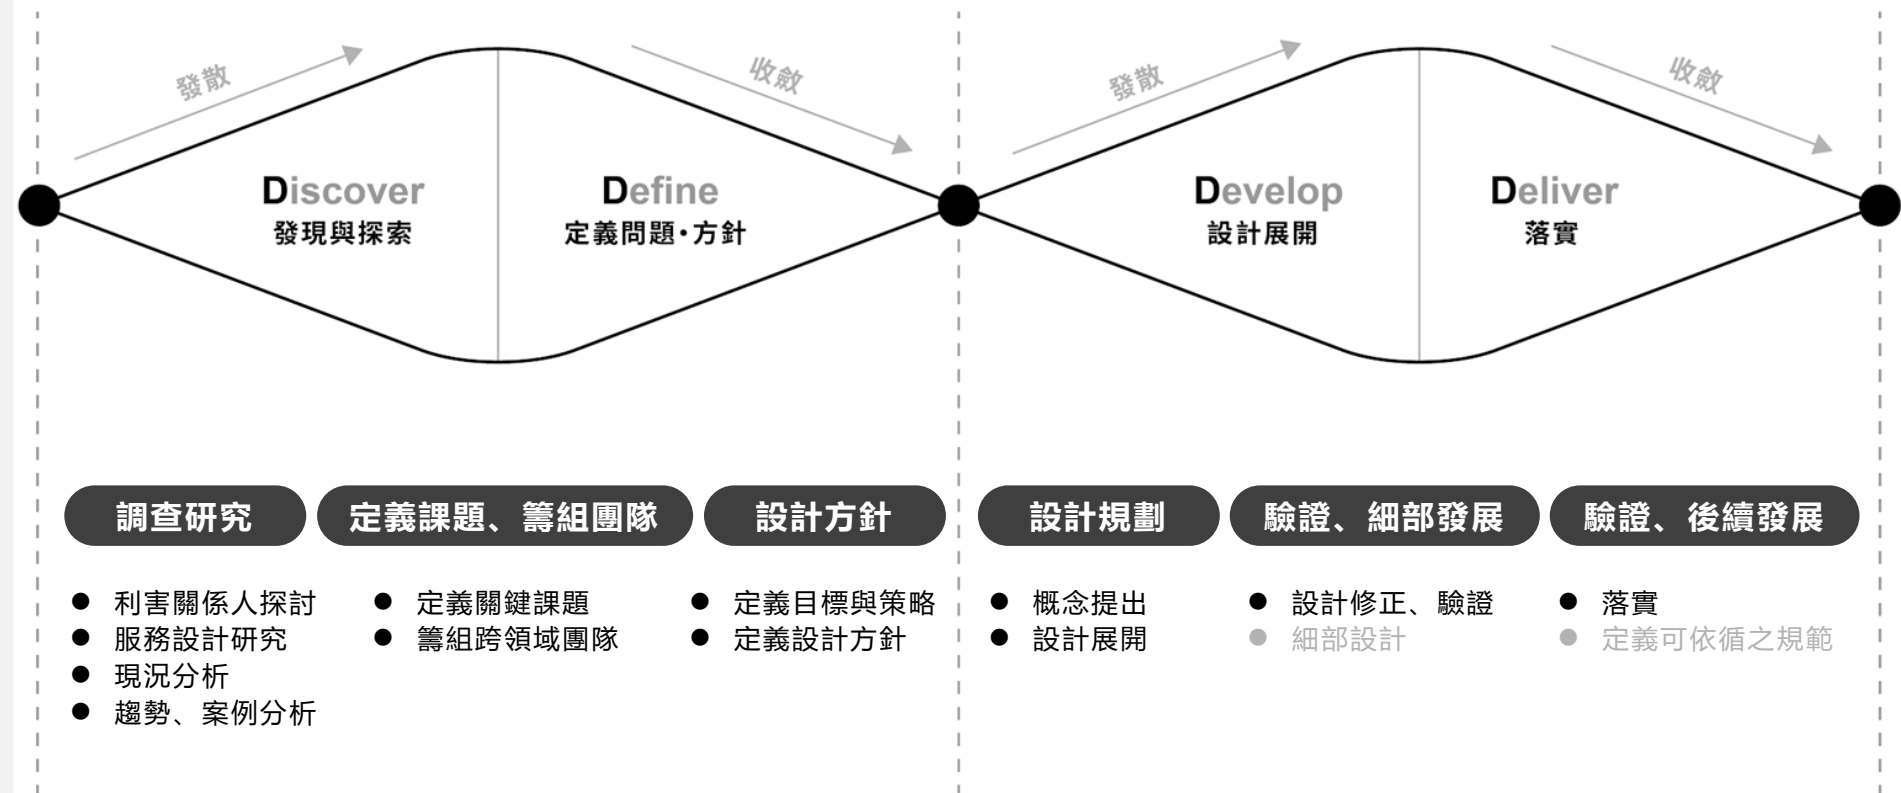 發散
收斂
發散
收斂
Discover
發現與探索
Define
定義問題•方針
Develop
設計展開
Deliver
落實
調查研究
定義課題、籌組團隊
設計方針
設計規劃
驗證、細部發展
驗證、後續發展
● 利害關係人探討
● 服務設計研究
● 現況分析
● 趨勢、案例分析
● 定義關鍵課題
● 籌組跨領域團隊
● 定義目標與策略
● 定義設計方針
● 概念提出
● 設計展開
● 設計修正、驗證
● 細部設計
● 落實
● 定義可依循之規範